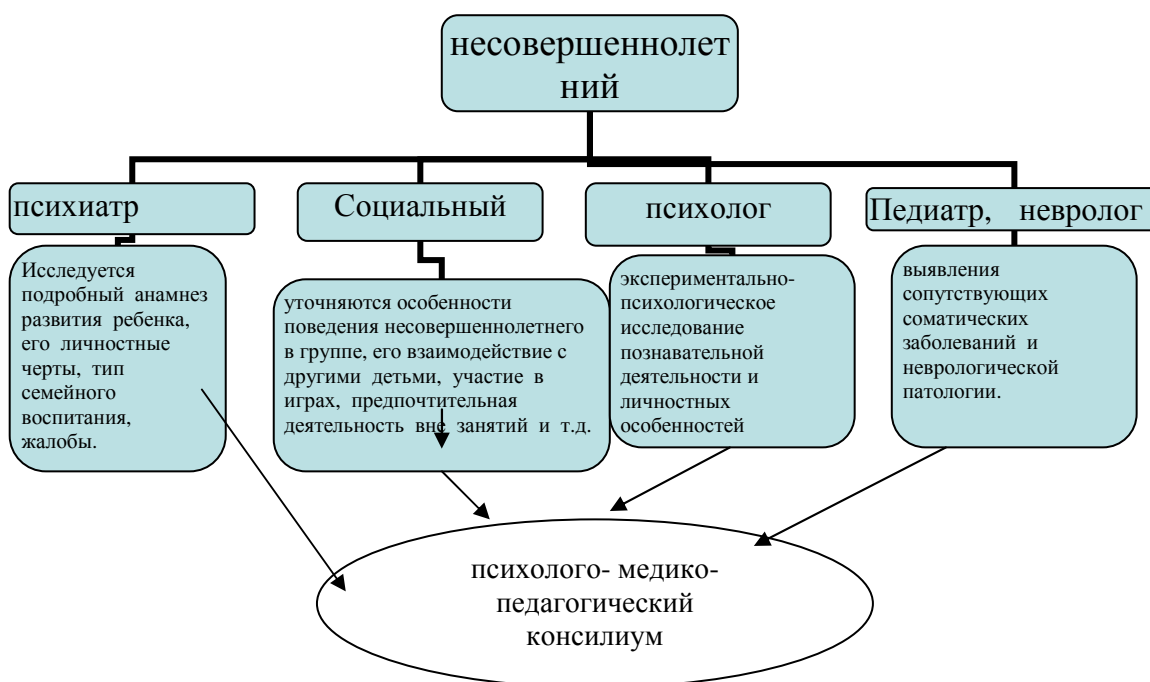 несовершеннолет
ний
психиатр
Социальный
психолог
Педиатр, невролог
Исследуется
подробный анамнез
развития ребенка,
его личностные
черты, тип
семейного
воспитания,
жалобы.
уточняются особенности
поведения несовершеннолетнего
в группе, его взаимодействие с
другими детьми, участие в
играх, предпочтительная
деятельность вне занятий и т.д.
экспериментально-
психологическое
исследование
познавательной
деятельности и
личностных
особенностей
выявления
сопутствующих
соматических
заболеваний и
неврологической
патологии.
психолого- медико-
педагогический
консилиум